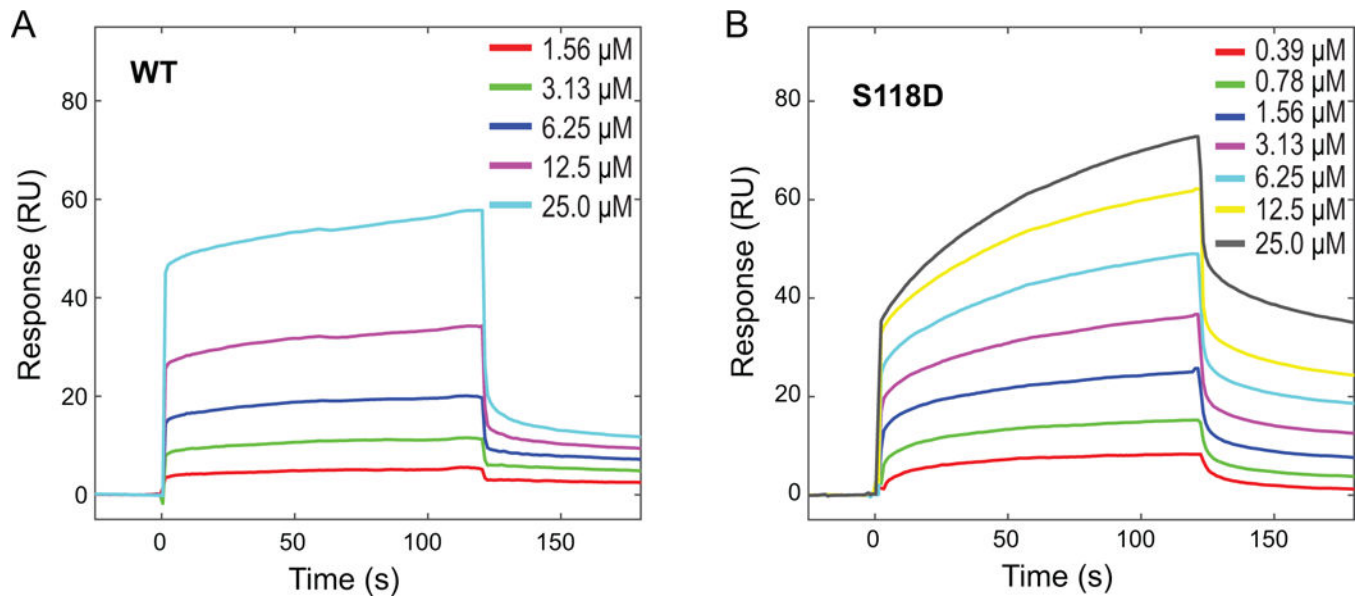 A
WT
1.56 µM
3.13 µM
6.25 µM
12.5 µM
25.0 µM
80
60
40
20
0
Response (RU)
0
50
100
150
Time (s)
B
S118D
0.39 µM
0.78 µM
1.56 µM
3.13 µM
6.25 µM
12.5 µM
25.0 µM
80
60
40
20
0
Response (RU)
0
50
100
150
Time (s)